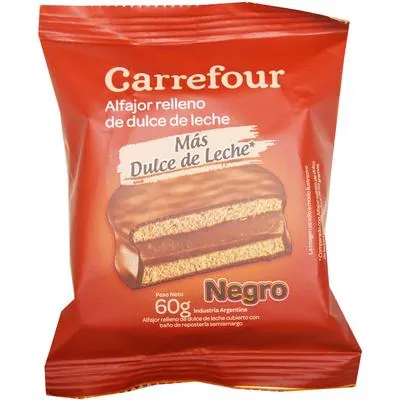 Carrefour
Alfajor relleno
de dulce de leche
Más
Dulce de Leche*
Negro
Peso Neto
60g
Industria Argentina
Alfajor relleno de dulce de leche cubierto con
baño de repostería semiamargo